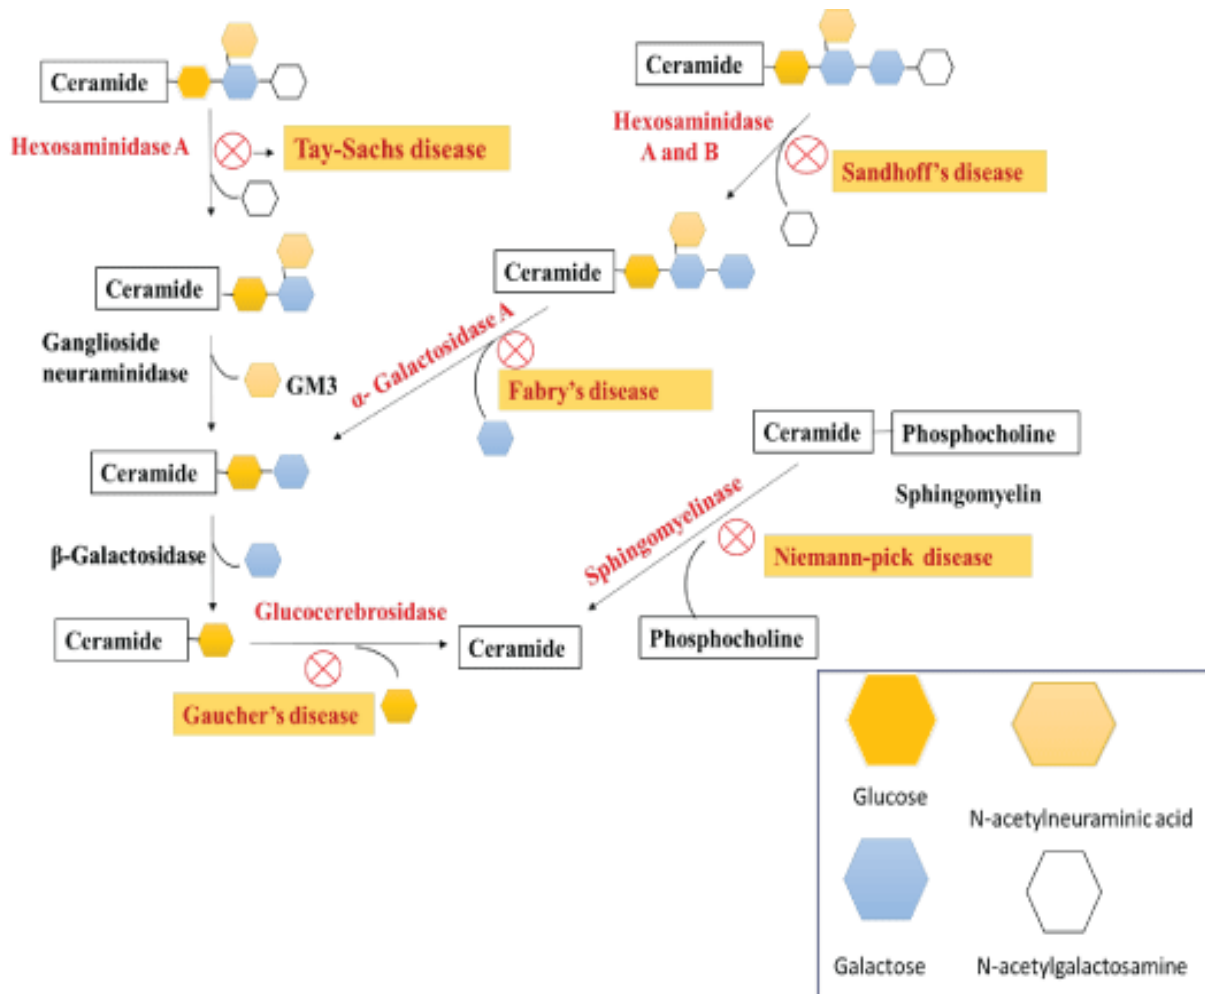 Ceramide
Hexosaminidase A
Tay-Sachs disease
Ceramide
Hexosaminidase
A and B
Sandhoff's disease
Ceramide
Ganglioside
neuraminidase
GM3
Ceramide
α- Galactosidase A
Fabry's disease
Ceramide
β-Galactosidase
Ceramide
Phosphocholine
Sphingomyelin
Sphingomyelinase
Niemann-pick disease
Phosphocholine
Ceramide
Glucocerebrosidase
Ceramide
Gaucher's disease
Glucose
N-acetylneuraminic acid
Galactose
N-acetylgalactosamine